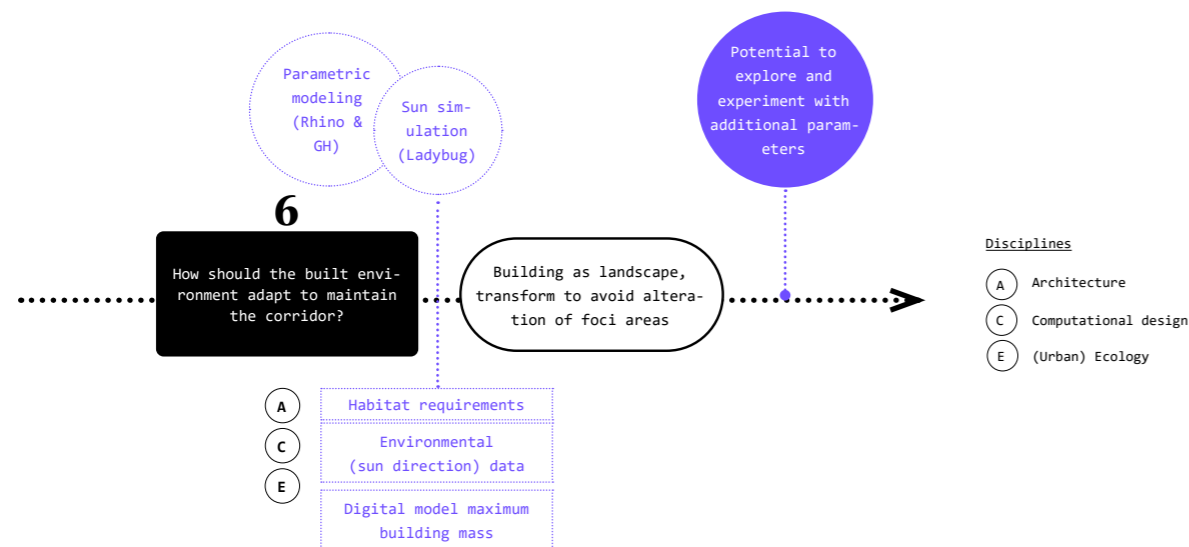 Parametric
modeling
(Rhino &
GH)
Sun sim-
ulation
(Ladybug)
Potential to
explore and
experiment with
additional param-
eters
6
How should the built envi-
ronment adapt to maintain
the corridor?
Building as landscape,
transform to avoid altera-
tion of foci areas
Disciplines
A Architecture
C Computational design
E (Urban) Ecology
A
C
E
Habitat requirements
Environmental
(sun direction) data
Digital model maximum
building mass